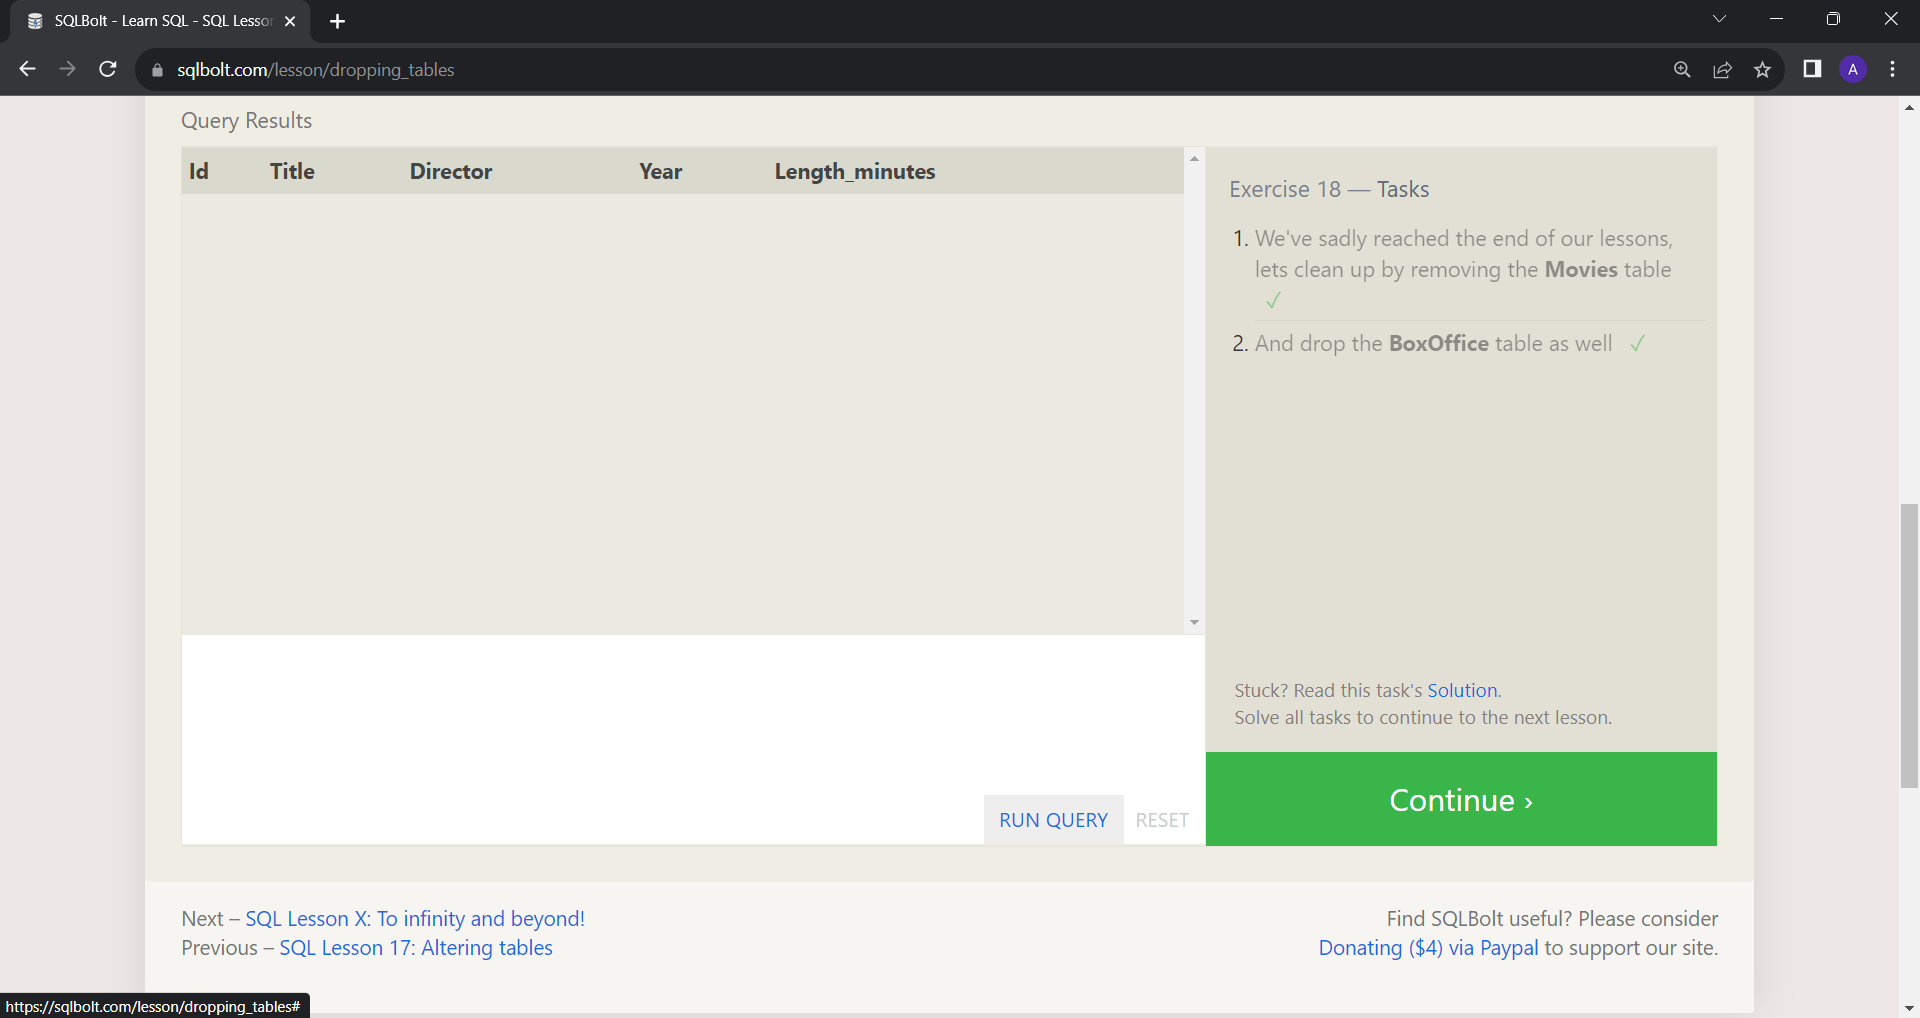 SQLBolt - Learn SQL - SQL Lesso
sqlbolt.com/lesson/dropping_tables
A
Query Results
Id Title Director Year Length_minutes
Exercise 18 — Tasks
1. We've sadly reached the end of our lessons,
lets clean up by removing the Movies table
✓
2. And drop the BoxOffice table as well ✓
Stuck? Read this task's Solution.
Solve all tasks to continue to the next lesson.
RUN QUERY RESET
Continue ›
Next – SQL Lesson X: To infinity and beyond!
Previous – SQL Lesson 17: Altering tables
Find SQLBolt useful? Please consider
Donating ($4) via Paypal to support our site.
https://sqlbolt.com/lesson/dropping_tables#